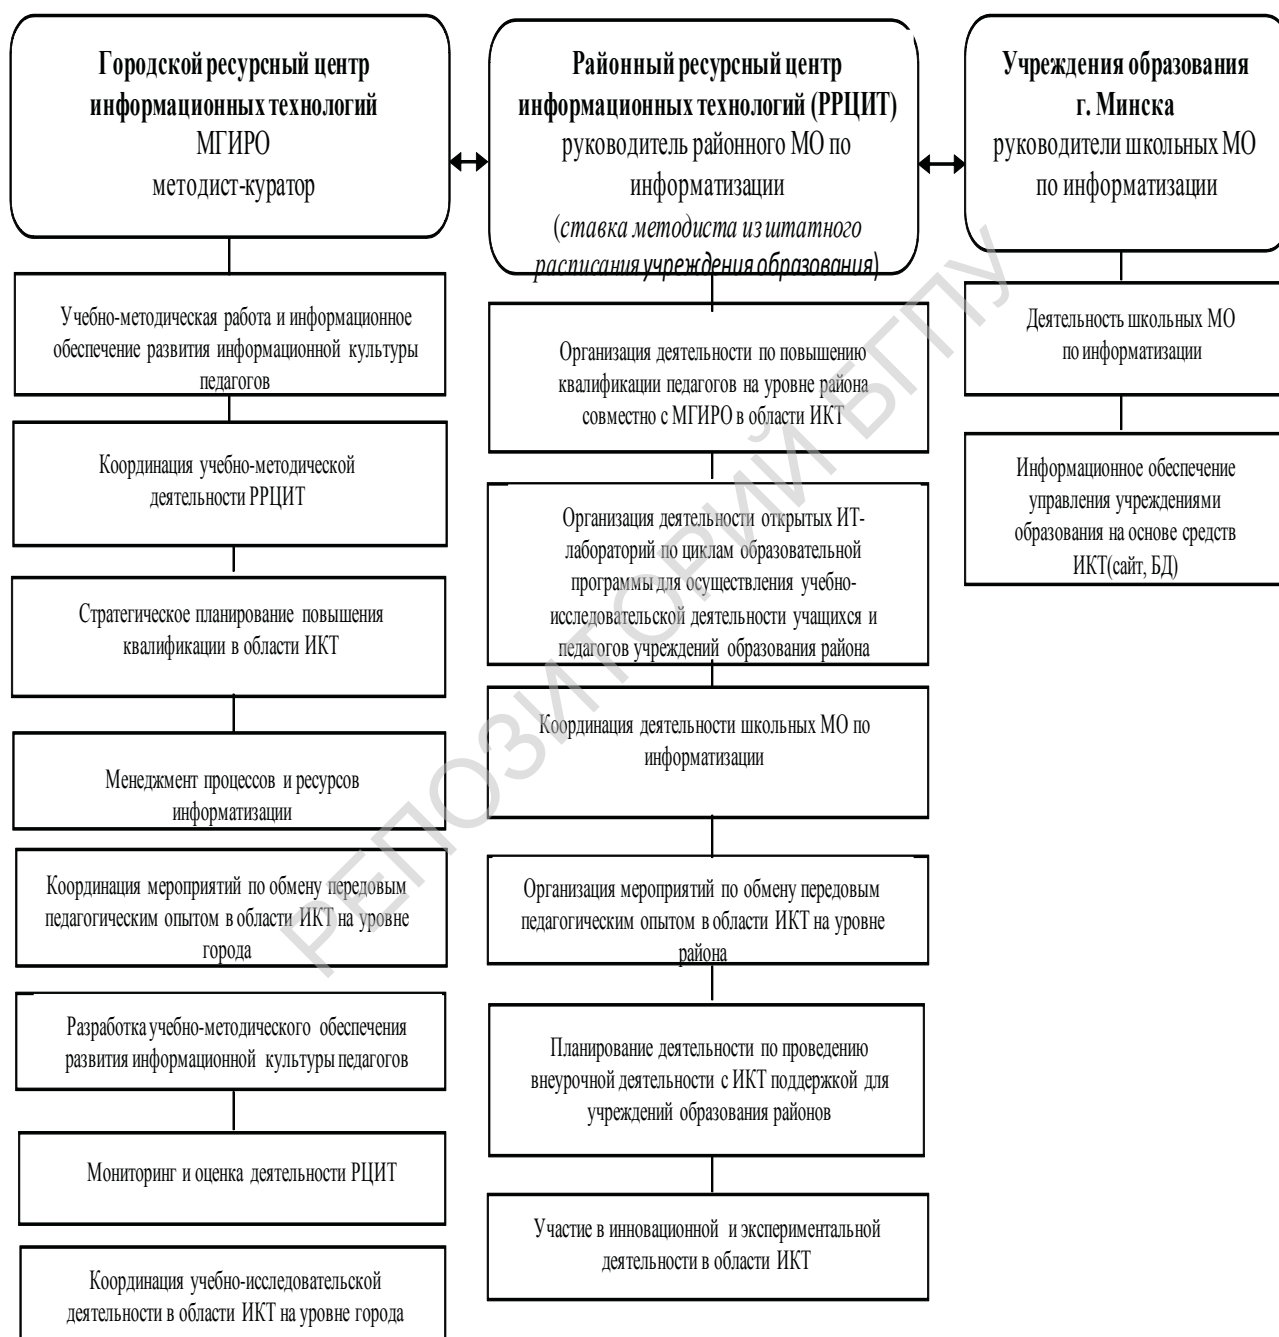 Городской ресурсный центр
информационных технологий
МГИРО
методист-куратор
Учебно-методическая работа и информационное
обеспечение развития информационной культуры
педагогов
Координация учебно-методической
деятельности РРЦИТ
Стратегическое планирование повышения
квалификации в области ИКТ
Менеджмент процессов и ресурсов
информатизации
Координация мероприятий по обмену передовым
педагогическим опытом в области ИКТ на уровне
города
Разработка учебно-методического обеспечения
развития информационной культуры педагогов
Мониторинг и оценка деятельности РЦИТ
Координация учебно-исследовательской
деятельности в области ИКТ на уровне города
Районный ресурсный центр
информационных технологий (РРЦИТ)
руководитель районного МО по
информатизации
(ставка методиста из штатного
расписания учреждения образования)
Организация деятельности по повышению
квалификации педагогов на уровне района
совместно с МГИРО в области ИКТ
Организация деятельности открытых ИТ-
лабораторий по циклам образовательной
программы для осуществления учебно-
исследовательской деятельности учащихся и
педагогов учреждений образования района
Координация деятельности школьных МО по
информатизации
Организация мероприятий по обмену передовым
педагогическим опытом в области ИКТ на уровне
района
Планирование деятельности по проведению
внеурочной деятельности с ИКТ поддержкой для
учреждений образования районов
Участие в инновационной и экспериментальной
деятельности в области ИКТ
Учреждения образования
г. Минска
руководители школьных МО
по информатизации
Деятельность школьных МО
по информатизации
Информационное обеспечение
управления учреждениями
образования на основе средств
ИКТ(сайт, БД)
РЕПОЗИТОРИЙ БГПУ